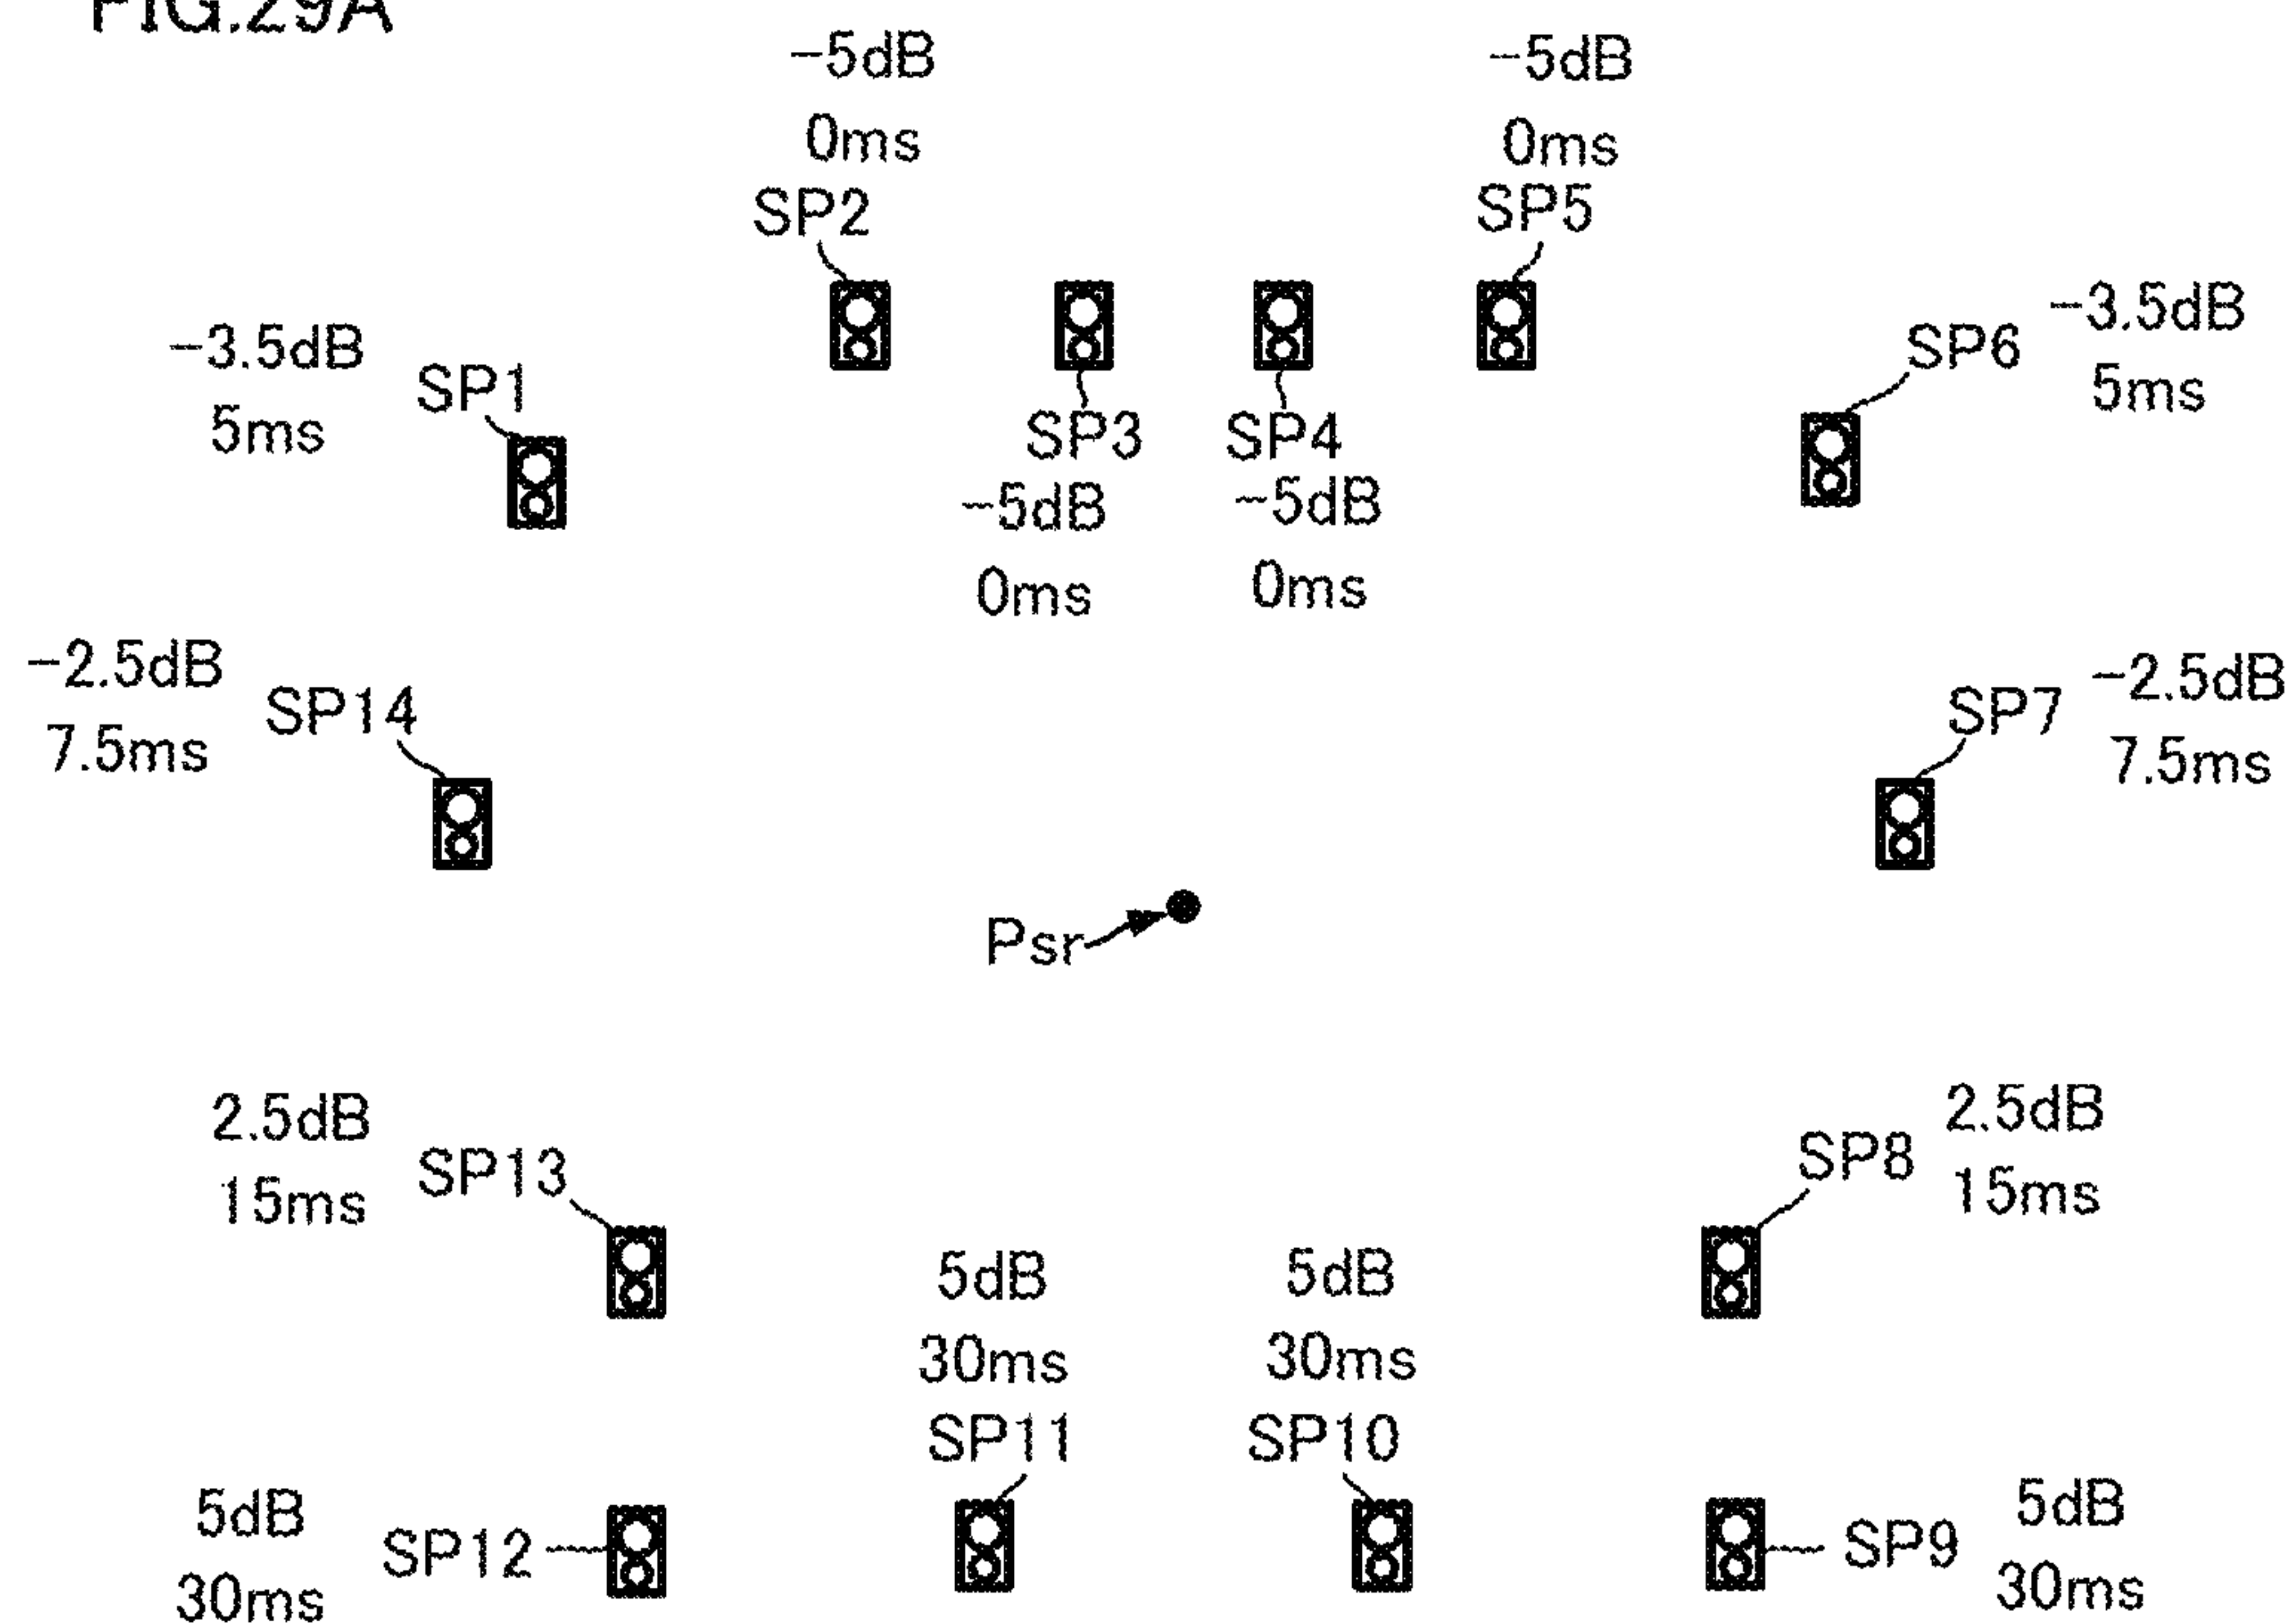 FIG.29A
-5dB
0ms
SP2
-5dB
0ms
SP5
-3.5dB
5ms
SP1
SP3
-5dB
0ms
SP4
-5dB
0ms
SP6
-3.5dB
5ms
-2.5dB
7.5ms
SP14
SP7
-2.5dB
7.5ms
Psr
2.5dB
15ms
SP13
SP8
2.5dB
15ms
5dB
30ms
SP11
5dB
30ms
SP10
5dB
30ms
SP12
SP9
5dB
30ms